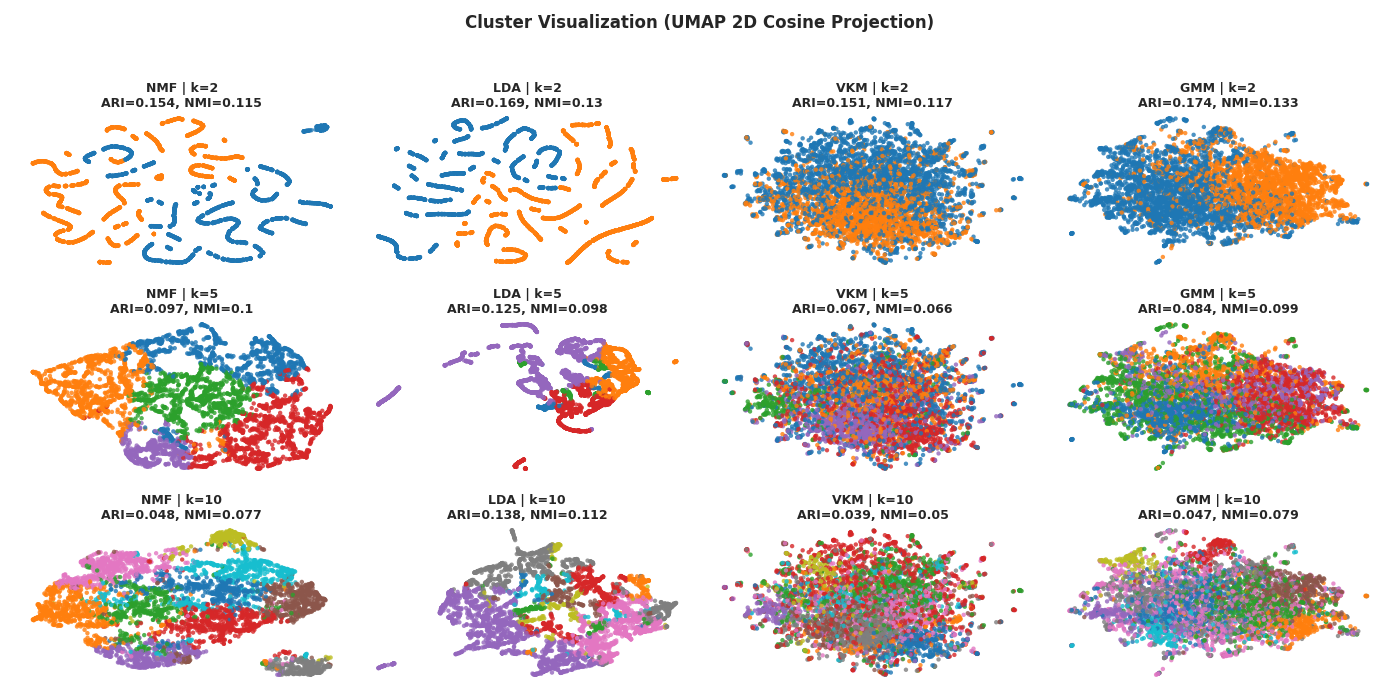 Cluster Visualization (UMAP 2D Cosine Projection)
NMF | k=2
ARI=0.154, NMI=0.115
LDA | k=2
ARI=0.169, NMI=0.13
VKM | k=2
ARI=0.151, NMI=0.117
GMM | k=2
ARI=0.174, NMI=0.133
NMF | k=5
ARI=0.097, NMI=0.1
LDA | k=5
ARI=0.125, NMI=0.098
VKM | k=5
ARI=0.067, NMI=0.066
GMM | k=5
ARI=0.084, NMI=0.099
NMF | k=10
ARI=0.048, NMI=0.077
LDA | k=10
ARI=0.138, NMI=0.112
VKM | k=10
ARI=0.039, NMI=0.05
GMM | k=10
ARI=0.047, NMI=0.079